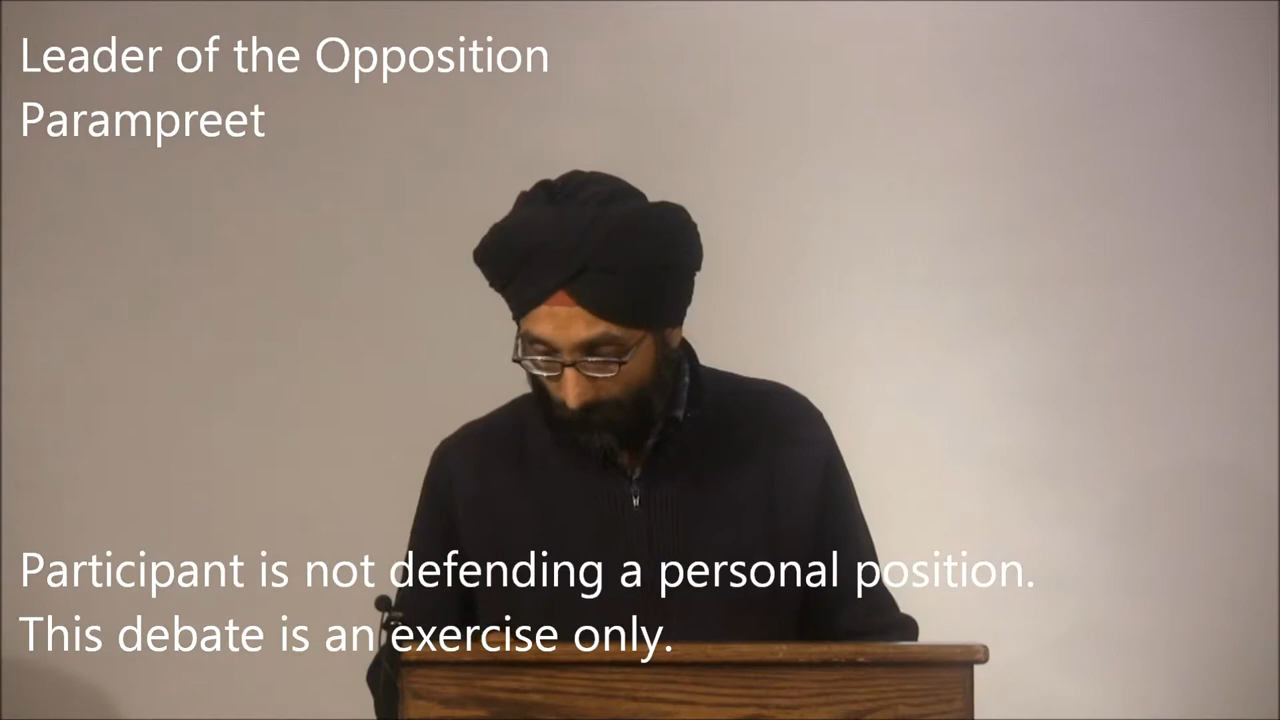 Leader of the Opposition
Parampreet
Participant is not defending a personal position.
This debate is an exercise only.